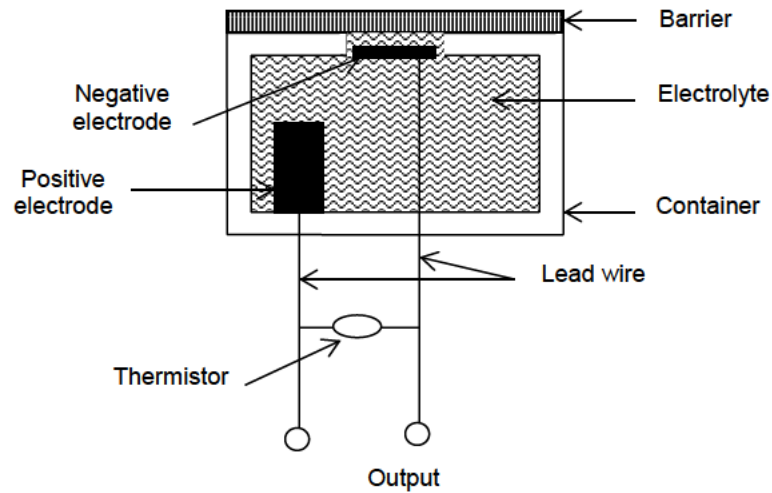 Barrier
Negative
electrode
Electrolyte
Positive
electrode
Container
Lead wire
Thermistor
Output